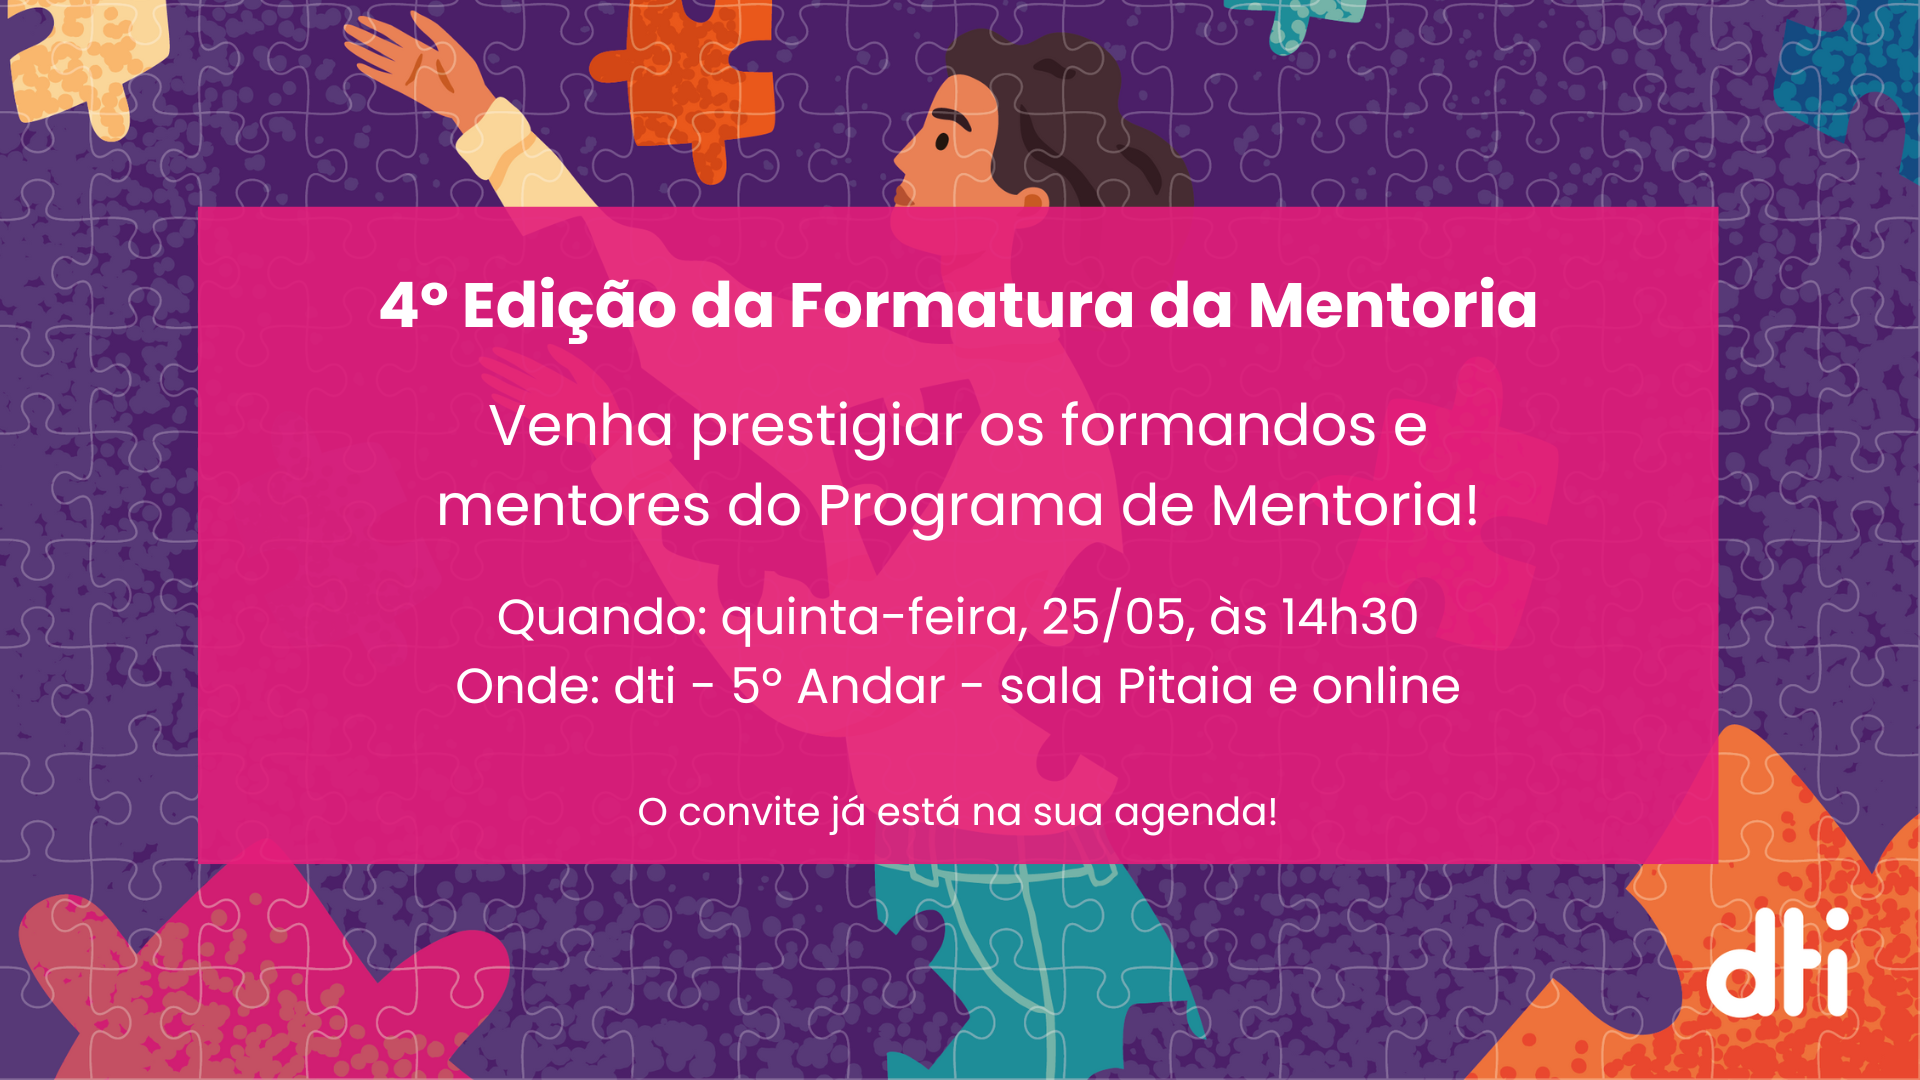 4º Edição da Formatura da Mentoria
Venha prestigiar os formandos e
mentores do Programa de Mentoria!
Quando: quinta-feira, 25/05, às 14h30
Onde: dti - 5º Andar - sala Pitaia e online
O convite já está na sua agenda!
dti